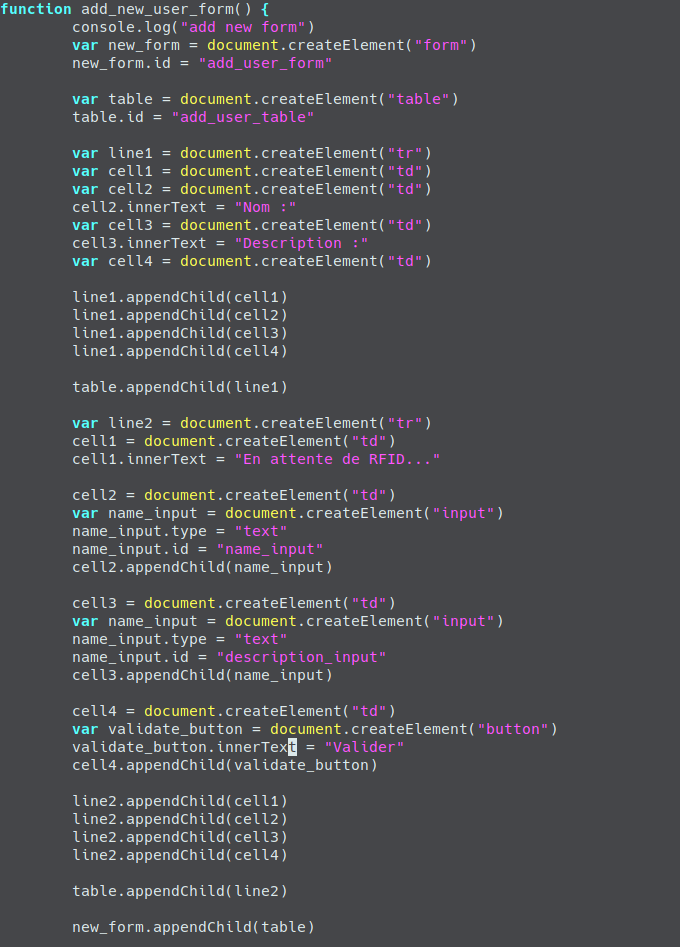 function add_new_user_form() {
console.log("add new form")
var new_form = document.createElement("form")
new_form.id = "add_user_form"
var table = document.createElement("table")
table.id = "add_user_table"
var line1 = document.createElement("tr")
var cell1 = document.createElement("td")
var cell2 = document.createElement("td")
cell2.innerText = "Nom :"
var cell3 = document.createElement("td")
cell3.innerText = "Description :"
var cell4 = document.createElement("td")
line1.appendChild(cell1)
line1.appendChild(cell2)
line1.appendChild(cell3)
line1.appendChild(cell4)
table.appendChild(line1)
var line2 = document.createElement("tr")
cell1 = document.createElement("td")
cell1.innerText = "En attente de RFID..."
cell2 = document.createElement("td")
var name_input = document.createElement("input")
name_input.type = "text"
name_input.id = "name_input"
cell2.appendChild(name_input)
cell3 = document.createElement("td")
var name_input = document.createElement("input")
name_input.type = "text"
name_input.id = "description_input"
cell3.appendChild(name_input)
cell4 = document.createElement("td")
var validate_button = document.createElement("button")
validate_button.innerText = "Valider"
cell4.appendChild(validate_button)
line2.appendChild(cell1)
line2.appendChild(cell2)
line2.appendChild(cell3)
line2.appendChild(cell4)
table.appendChild(line2)
new_form.appendChild(table)